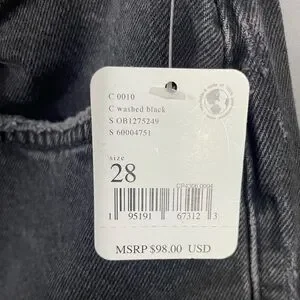 C 0010
C washed black
S OB1275249
S 60004751
size
28
1 95191 67312 3
MSRP $98.00 USD